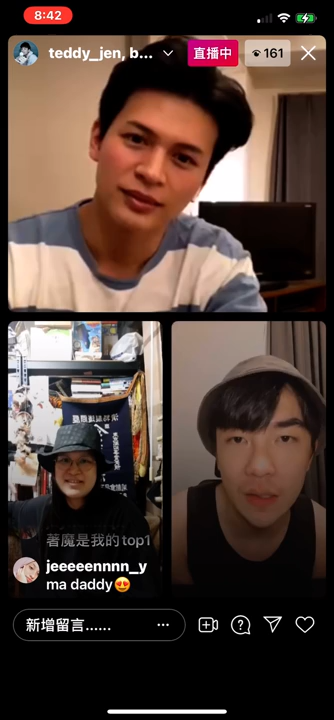 8:42
teddy_jen, b...
直播中
161
著魔是我的top1
jeeeeennnn_y
ma daddy😍
新增留言......